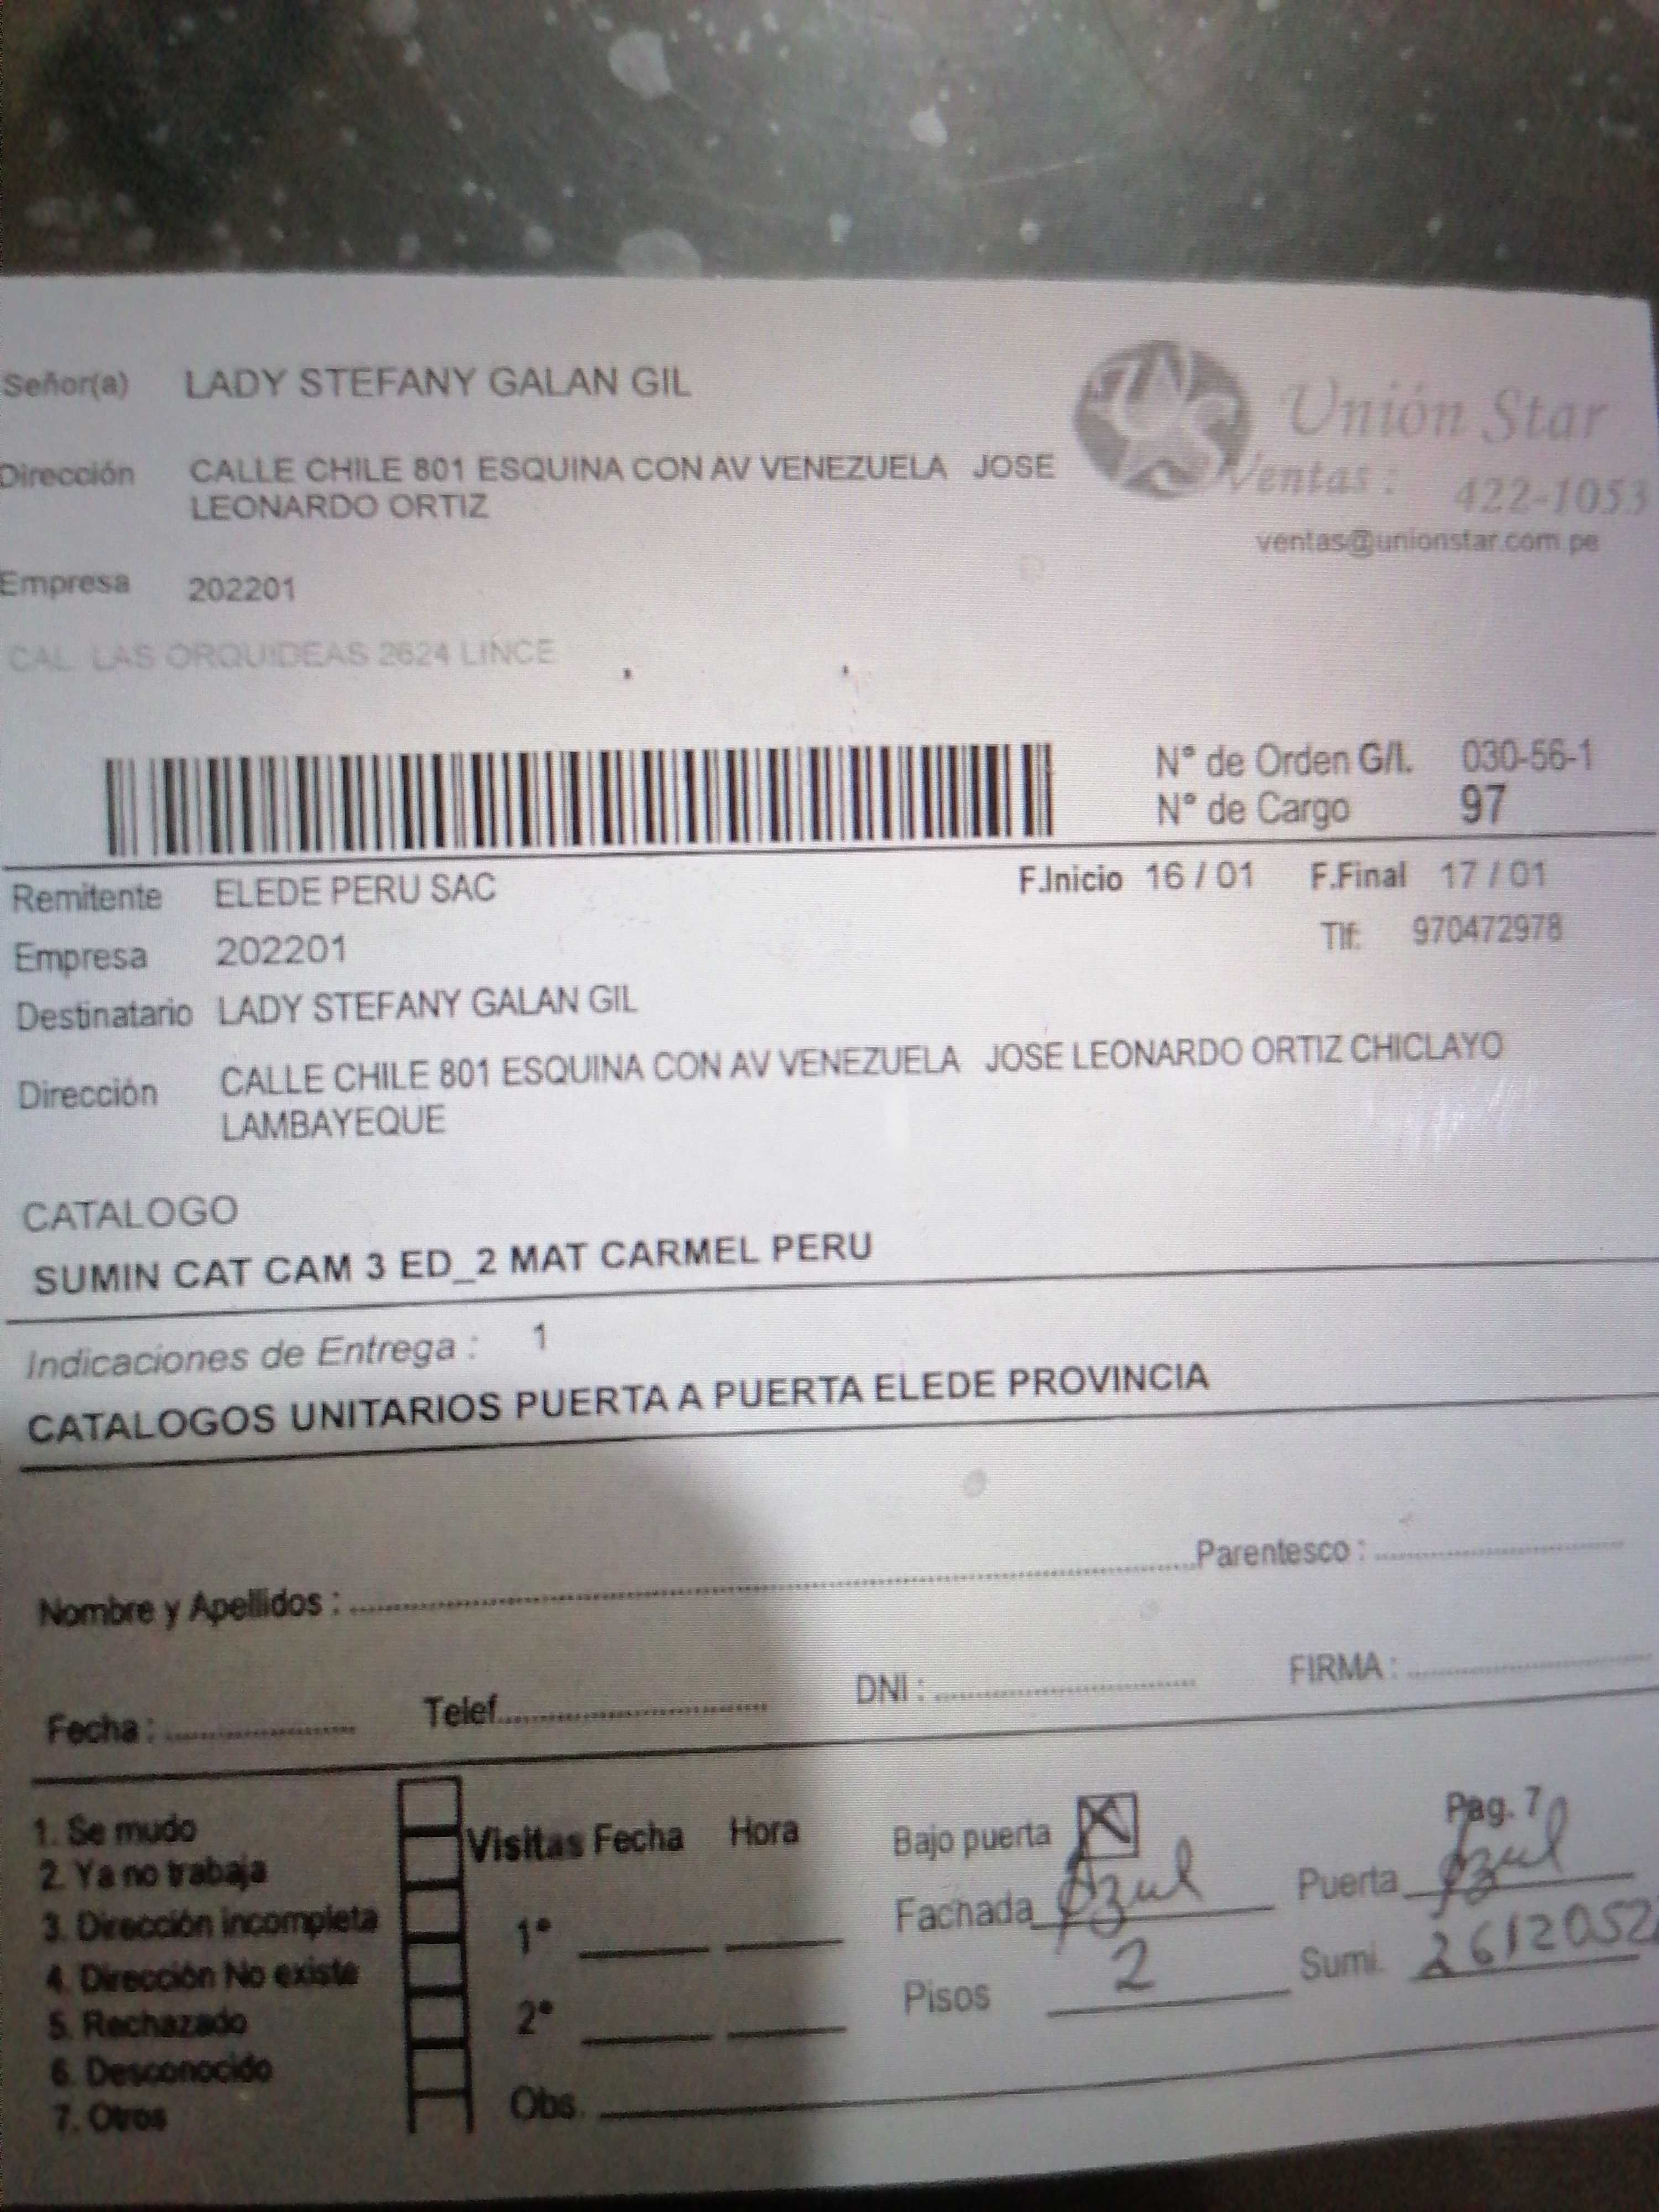 Señor(a) LADY STEFANY GALAN GIL
Unión Star
Ventas : 422-1053
ventas@unionstar.com.pe
Dirección CALLE CHILE 801 ESQUINA CON AV VENEZUELA JOSE
LEONARDO ORTIZ
Empresa 202201
CAL LAS ORQUIDEAS 2624 LINCE
N° de Orden G/I. 030-56-1
N° de Cargo 97
Remitente ELEDE PERU SAC F.Inicio 16 / 01 F.Final 17 / 01
Empresa 202201 Tlf: 970472978
Destinatario LADY STEFANY GALAN GIL
Dirección CALLE CHILE 801 ESQUINA CON AV VENEZUELA JOSE LEONARDO ORTIZ CHICLAYO
LAMBAYEQUE
CATALOGO
SUMIN CAT CAM 3 ED_2 MAT CARMEL PERU
Indicaciones de Entrega : 1
CATALOGOS UNITARIOS PUERTA A PUERTA ELEDE PROVINCIA
Nombre y Apellidos : Parentesco :
Fecha : Telef. DNI : FIRMA :
1. Se mudo
2. Ya no trabaja
3. Dirección incompleta
4. Dirección No existe
5. Rechazado
6. Desconocido
7. Otros
Visitas Fecha Hora
1°
2°
Obs.
Bajo puerta X Pag. 7
Fachada Azul Puerta Azul
Pisos 2 Sumi. 2612052